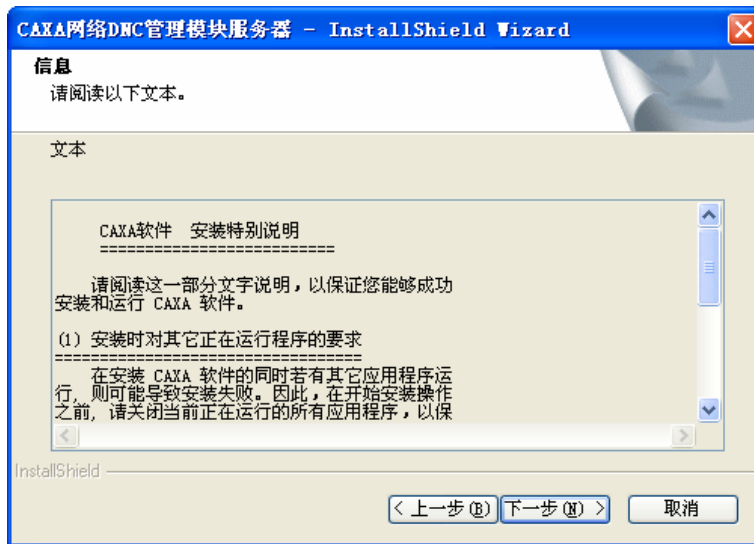 CAXA网络DNC管理模块服务器 - InstallShield Wizard
信息
请阅读以下文本。
文本
CAXA软件 安装特别说明
==========================
请阅读这一部分文字说明，以保证您能够成功
安装和运行 CAXA 软件。
(1) 安装时对其它正在运行程序的要求
==================================
在安装 CAXA 软件的同时若有其它应用程序运
行, 则可能导致安装失败。因此，在开始安装操作
之前, 请关闭当前正在运行的所有应用程序，以保
InstallShield
< 上一步(B) 下一步(N) > 取消